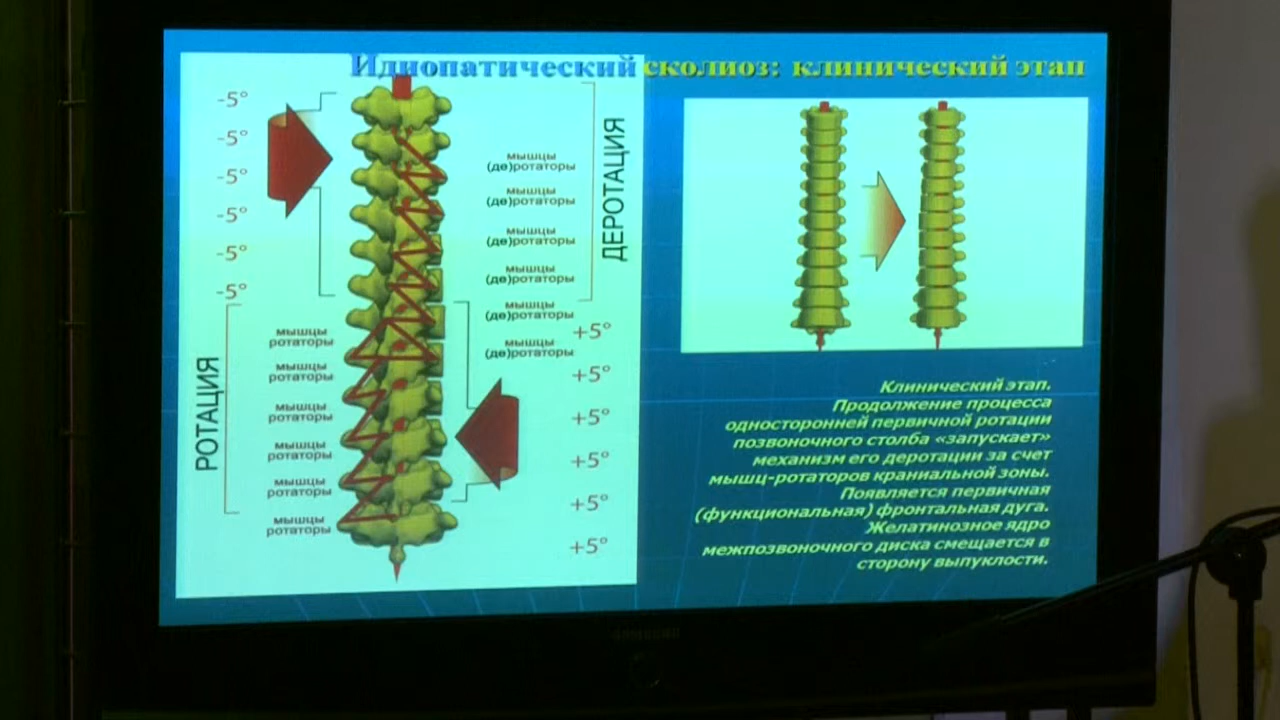 Идиопатический сколиоз: клинический этап
-5°
-5°
-5°
-5°
-5°
-5°
мышцы
(де)ротаторы
мышцы
(де)ротаторы
мышцы
(де)ротаторы
мышцы
(де)ротаторы
мышцы
(де)ротаторы
мышцы
(де)ротаторы
ДЕРОТАЦИЯ
РОТАЦИЯ
мышцы
ротаторы
мышцы
ротаторы
мышцы
ротаторы
мышцы
ротаторы
мышцы
ротаторы
мышцы
ротаторы
+5°
+5°
+5°
+5°
+5°
+5°
Клинический этап.
Продолжение процесса
односторонней первичной ротации
позвоночного столба «запускает»
механизм его деротации за счет
мышц-ротаторов краниальной зоны.
Появляется первичная
(функциональная) фронтальная дуга.
Желатинозное ядро
межпозвоночного диска смещается в
сторону выпуклости.
SAMSUNG